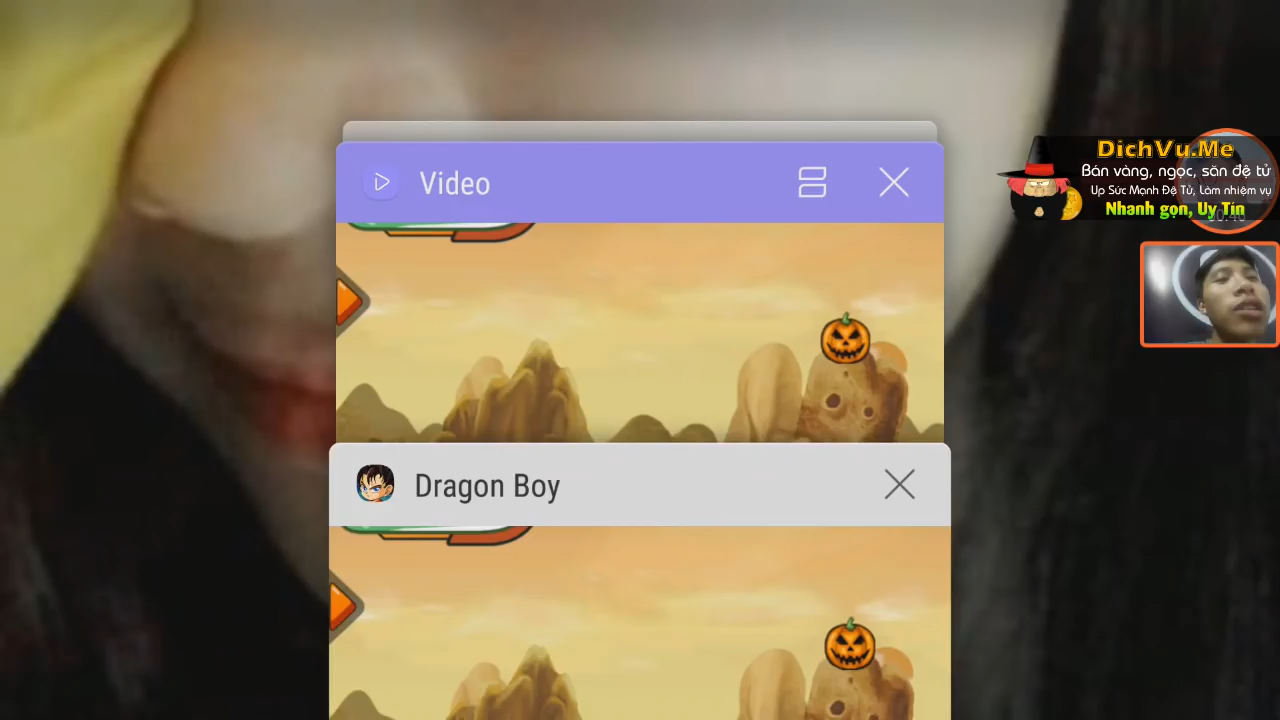 Video
DichVu.Me
Bán vàng, ngọc, săn đệ tử
Up Sức Mạnh Đệ Tử, Làm nhiệm vụ
Nhanh gọn, Uy Tín
Dragon Boy